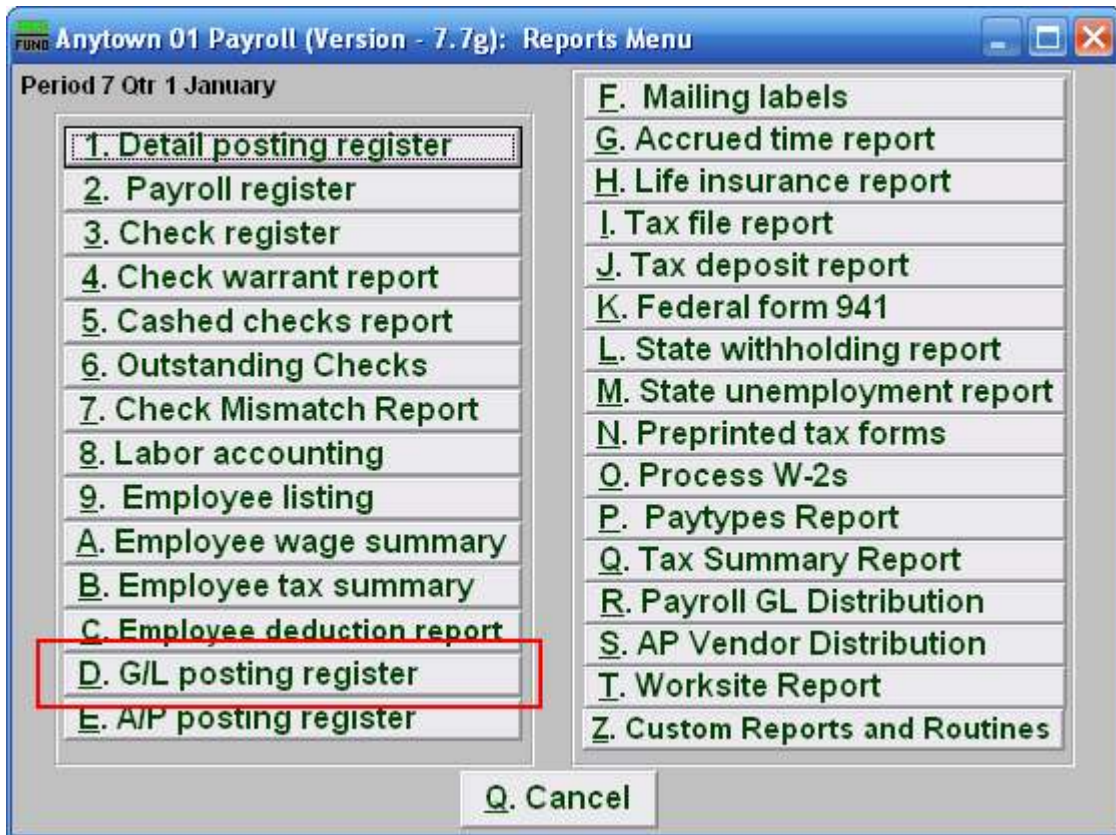 FUND Anytown 01 Payroll (Version - 7.7g): Reports Menu
Period 7 Qtr 1 January
1. Detail posting register
2. Payroll register
3. Check register
4. Check warrant report
5. Cashed checks report
6. Outstanding Checks
7. Check Mismatch Report
8. Labor accounting
9. Employee listing
A. Employee wage summary
B. Employee tax summary
C. Employee deduction report
D. G/L posting register
E. A/P posting register
F. Mailing labels
G. Accrued time report
H. Life insurance report
I. Tax file report
J. Tax deposit report
K. Federal form 941
L. State withholding report
M. State unemployment report
N. Preprinted tax forms
O. Process W-2s
P. Paytypes Report
Q. Tax Summary Report
R. Payroll GL Distribution
S. AP Vendor Distribution
T. Worksite Report
Z. Custom Reports and Routines
Q. Cancel